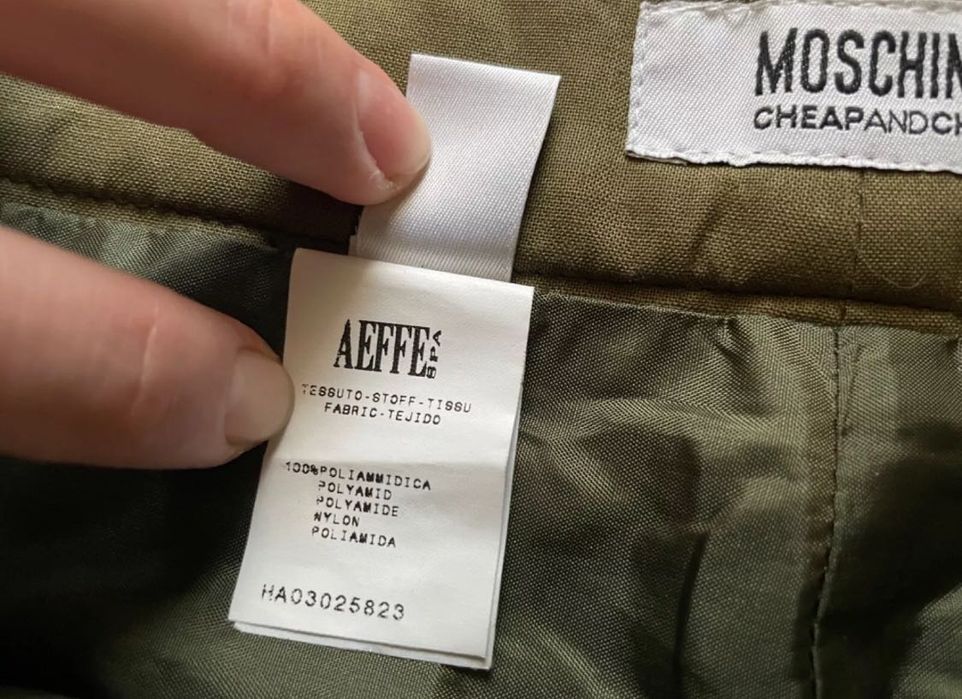 MOSCHIN
CHEAPANDCH
AEFFE SPA
TESSUTO-STOFF-TISSU
FABRIC-TEJIDO
100%POLIAMMIDICA
POLYAMID
POLYAMIDE
NYLON
POLIAMIDA
HA03025823